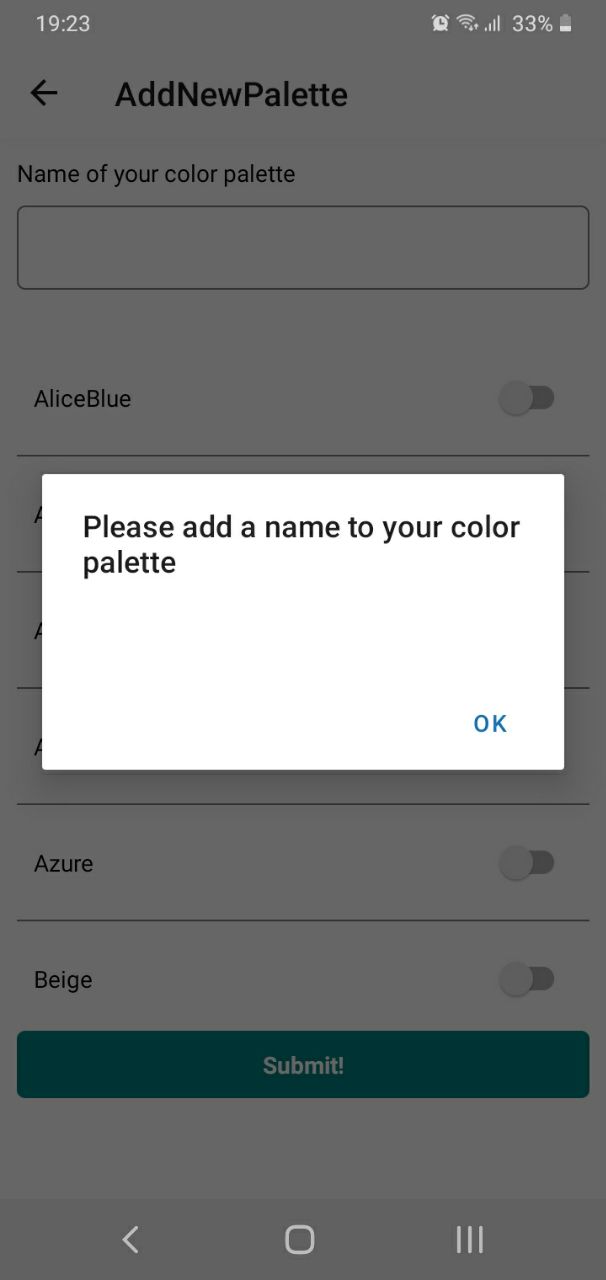 19:23
33%
AddNewPalette
Name of your color palette
AliceBlue
Please add a name to your color
palette
OK
Azure
Beige
Submit!